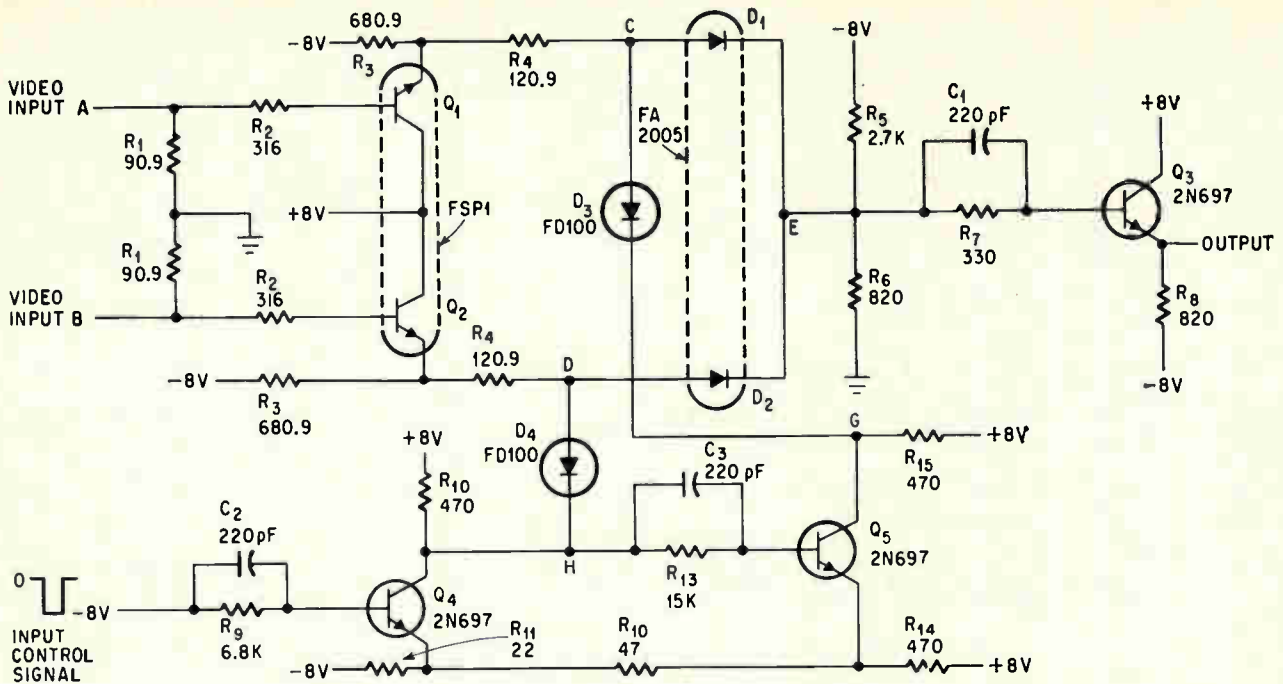 680.9
-8V
R3
R4
120.9
C
D1
-8V
VIDEO
INPUT A
R2
316
Q1
R1
90.9
+8V
FSP1
R1
90.9
D3
FD100
FA
2005
E
R5
2.7K
C1
220 pF
+8V
Q3
2N697
R7
330
OUTPUT
R6
820
R8
820
-8V
VIDEO
INPUT B
R2
316
Q2
R4
120.9
D
D2
-8V
R3
680.9
+8V
D4
FD100
G
+8V
R15
470
R10
470
C3
220 pF
Q5
2N697
C2
220pF
H
R13
15K
0
-8V
INPUT
CONTROL
SIGNAL
R9
6.8K
Q4
2N697
R11
22
-8V
R10
47
R14
470
+8V